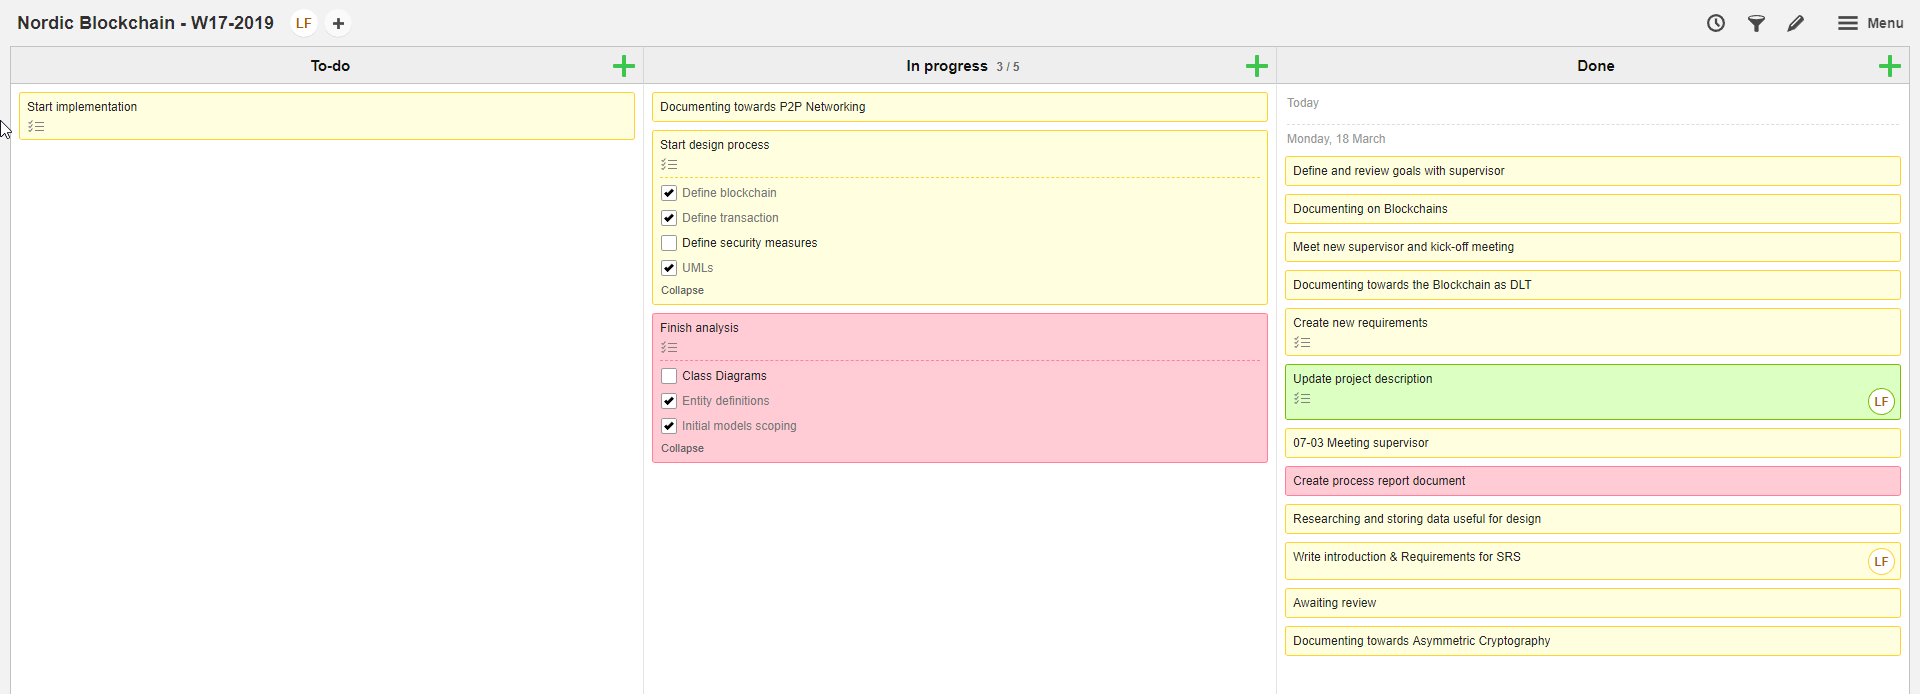 Nordic Blockchain - W17-2019 LF
Menu
To-do
Start implementation
In progress 3 / 5
Documenting towards P2P Networking
Start design process
Define blockchain
Define transaction
Define security measures
UMLs
Collapse
Finish analysis
Class Diagrams
Entity definitions
Initial models scoping
Collapse
Done
Today
Monday, 18 March
Define and review goals with supervisor
Documenting on Blockchains
Meet new supervisor and kick-off meeting
Documenting towards the Blockchain as DLT
Create new requirements
Update project description
LF
07-03 Meeting supervisor
Create process report document
Researching and storing data useful for design
Write introduction & Requirements for SRS
LF
Awaiting review
Documenting towards Asymmetric Cryptography